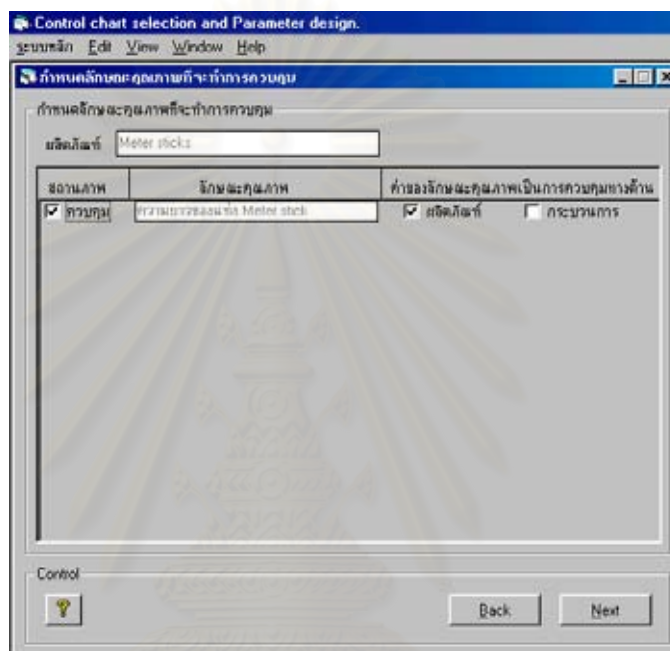 Control chart selection and Parameter design.
ระบบหลัก Edit View Window Help
กำหนดลักษณะคุณภาพที่จะทำการควบคุม
กำหนดลักษณะคุณภาพที่จะทำการควบคุม
ผลิตภัณฑ์ Meter sticks
สถานภาพ ลักษณะคุณภาพ ค่าของลักษณะคุณภาพเป็นการควบคุมทางด้าน
ควบคุม Meter stick ผลิตภัณฑ์ กระบวนการ
Control
? Back Next